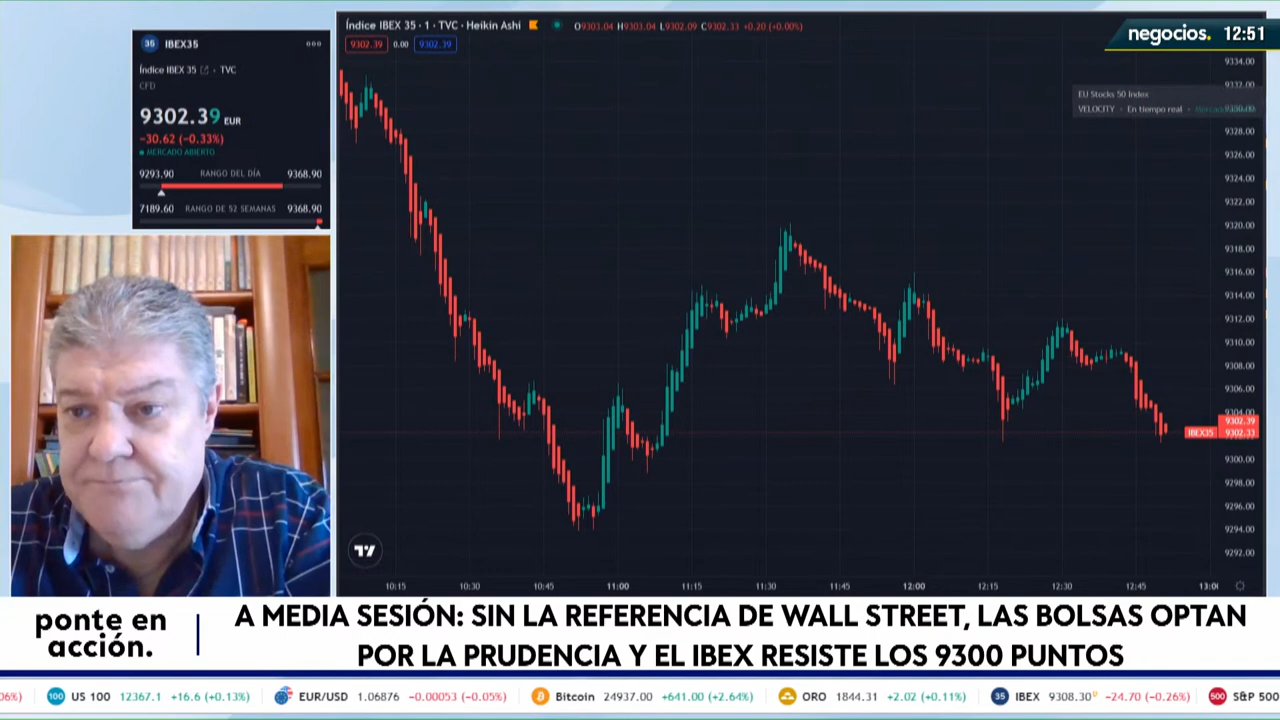 Índice IBEX 35 · 1 · TVC · Heikin Ashi
O9303.04 H9303.04 L9302.09 C9302.33 +0.20 (+0.00%)
9302.39 0.00 9302.39
negocios. 12:51
35 IBEX35
Índice IBEX 35 · TVC
CFD
9302.39 EUR
−30.62 (−0.33%)
MERCADO ABIERTO
9293.90 RANGO DEL DÍA 9368.90
7189.60 RANGO DE 52 SEMANAS 9368.90
EU Stocks 50 Index
VELOCITY · En tiempo real ·
9334.00
9332.00
9330.00
9328.00
9326.00
9324.00
9322.00
9320.00
9318.00
9316.00
9314.00
9312.00
9310.00
9308.00
9306.00
9304.00
9302.39
IBEX35 9302.33
9300.00
9298.00
9296.00
9294.00
9292.00
10:15 10:30 10:45 11:00 11:15 11:30 11:45 12:00 12:15 12:30 12:45 13:00
ponte en
acción.
A MEDIA SESIÓN: SIN LA REFERENCIA DE WALL STREET, LAS BOLSAS OPTAN
POR LA PRUDENCIA Y EL IBEX RESISTE LOS 9300 PUNTOS
06%) 100 US 100 12367.1 +16.6 (+0.13%) EUR/USD 1.06876 −0.00053 (−0.05%) Bitcoin 24937.00 +641.00 (+2.64%) ORO 1844.31 +2.02 (+0.11%) 35 IBEX 9308.30 −24.70 (−0.26%) 500 S&P 500